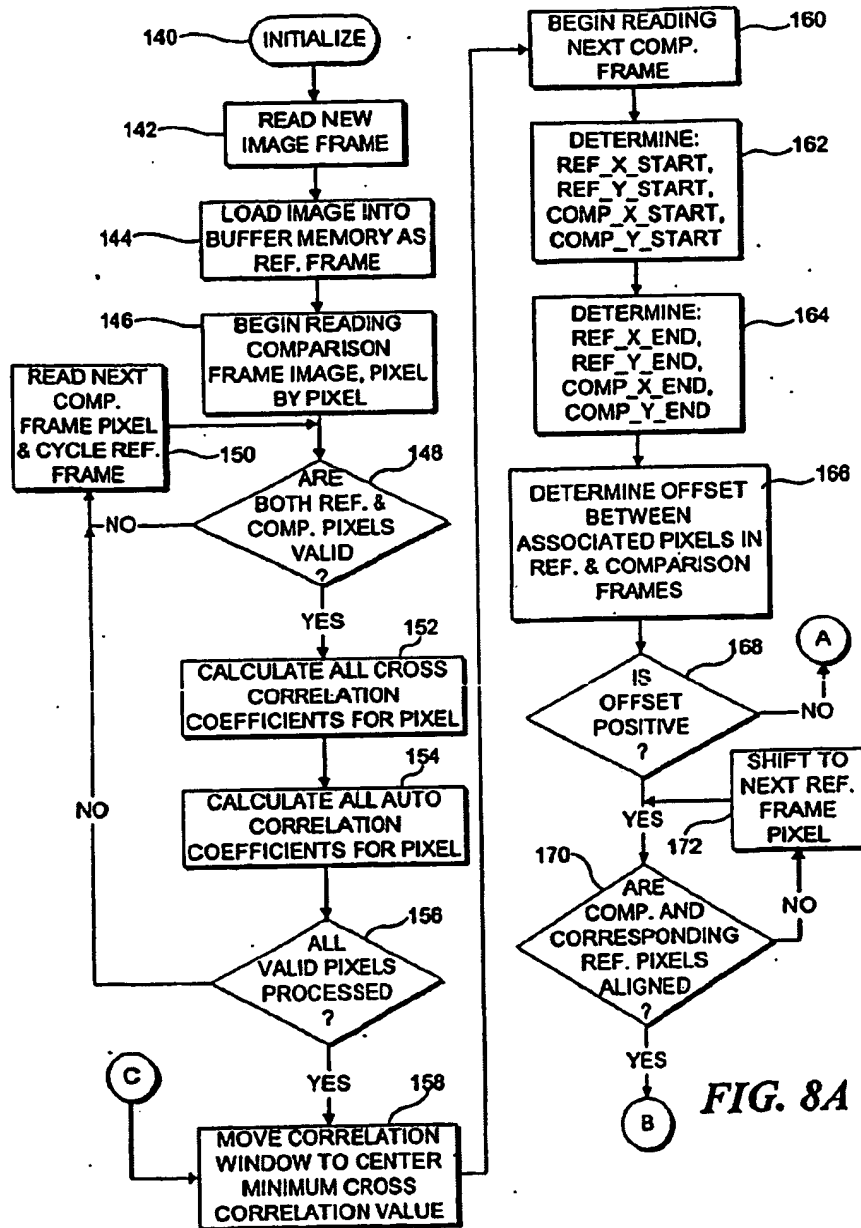 140
INITIALIZE
142
READ NEW
IMAGE FRAME
144
LOAD IMAGE INTO
BUFFER MEMORY AS
REF. FRAME
146
BEGIN READING
COMPARISON
FRAME IMAGE, PIXEL
BY PIXEL
READ NEXT
COMP.
FRAME PIXEL
& CYCLE REF.
FRAME
150
148
ARE
BOTH REF. &
COMP. PIXELS
VALID
?
NO
YES
152
CALCULATE ALL CROSS
CORRELATION
COEFFICIENTS FOR PIXEL
154
CALCULATE ALL AUTO
CORRELATION
COEFFICIENTS FOR PIXEL
NO
156
ALL
VALID PIXELS
PROCESSED
?
YES
C
158
MOVE CORRELATION
WINDOW TO CENTER
MINIMUM CROSS
CORRELATION VALUE
BEGIN READING
NEXT COMP.
FRAME
160
DETERMINE:
REF_X_START,
REF_Y_START,
COMP_X_START,
COMP_Y_START
162
DETERMINE:
REF_X_END,
REF_Y_END,
COMP_X_END,
COMP_Y_END
164
166
DETERMINE OFFSET
BETWEEN
ASSOCIATED PIXELS IN
REF. & COMPARISON
FRAMES
168
A
IS
OFFSET
POSITIVE
?
NO
YES
SHIFT TO
NEXT REF.
FRAME
PIXEL
172
170
ARE
COMP. AND
CORRESPONDING
REF. PIXELS
ALIGNED
?
NO
YES
B
FIG. 8A